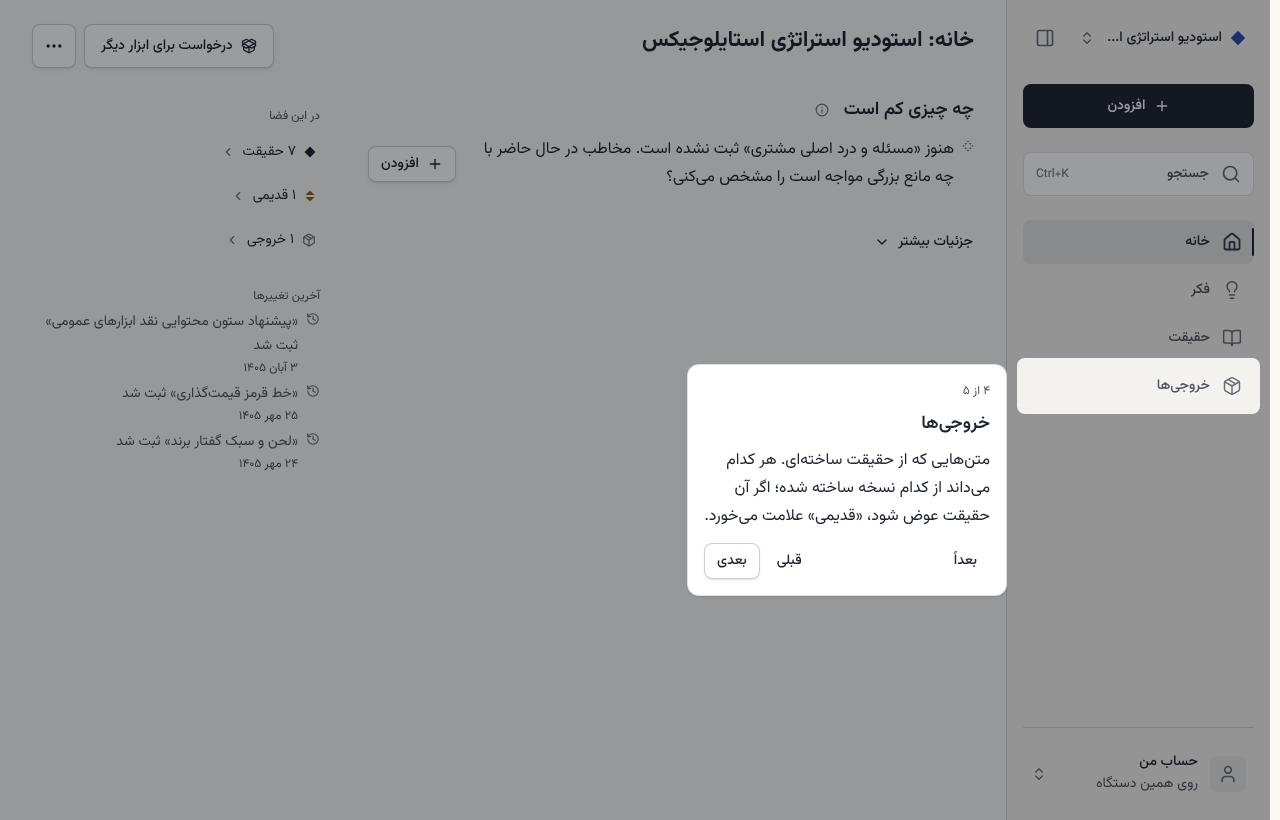 استودیو استراتژی ا...
افزودن
جستجو
Ctrl+K
خانه
فکر
حقیقت
خروجی‌ها
حساب من
روی همین دستگاه
خانه: استودیو استراتژی استایلوجیکس
درخواست برای ابزار دیگر
چه چیزی کم است
هنوز «مسئله و درد اصلی مشتری» ثبت نشده است. مخاطب در حال حاضر با
چه مانع بزرگی مواجه است را مشخص می‌کنی؟
افزودن
جزئیات بیشتر
در این فضا
۷ حقیقت
۱ قدیمی
۱ خروجی
آخرین تغییرها
«پیشنهاد ستون محتوایی نقد ابزارهای عمومی»
ثبت شد
۳ آبان ۱۴۰۵
«خط قرمز قیمت‌گذاری» ثبت شد
۲۵ مهر ۱۴۰۵
«لحن و سبک گفتار برند» ثبت شد
۲۴ مهر ۱۴۰۵
۴ از ۵
خروجی‌ها
متن‌هایی که از حقیقت ساخته‌ای. هر کدام
می‌داند از کدام نسخه ساخته شده؛ اگر آن
حقیقت عوض شود، «قدیمی» علامت می‌خورد.
بعداً
قبلی
بعدی